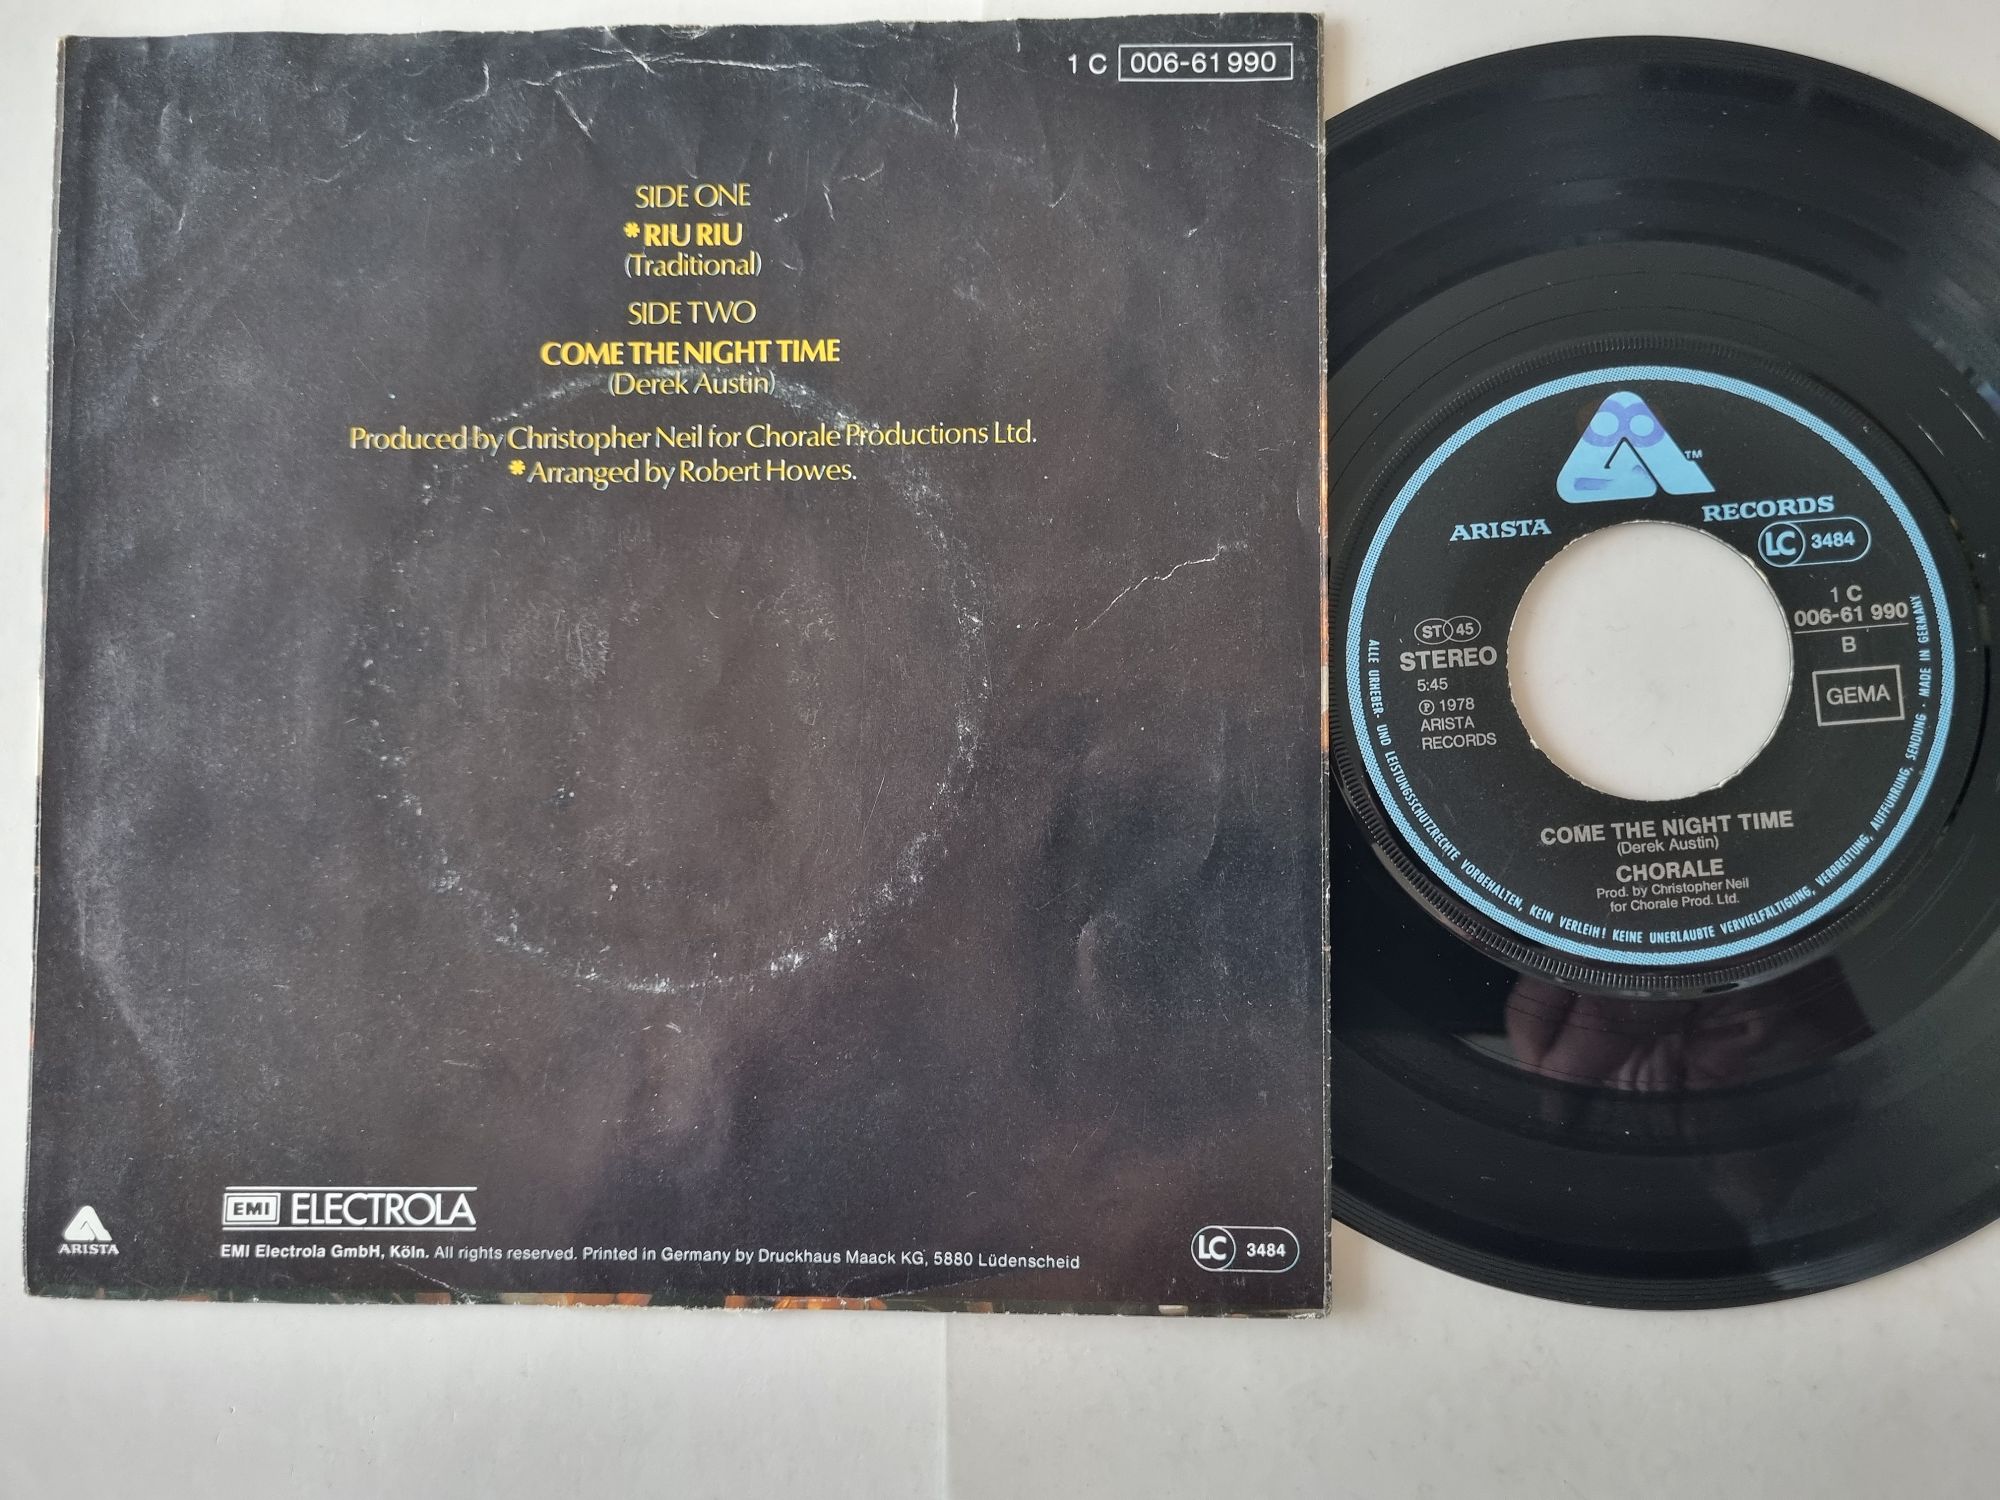 1 C 006-61 990
SIDE ONE
*RIU RIU
(Traditional)
SIDE TWO
COME THE NIGHT TIME
(Derek Austin)
Produced by Christopher Neil for Chorale Productions Ltd.
*Arranged by Robert Howes.
ARISTA
EMI ELECTROLA
EMI Electrola GmbH, Köln. All rights reserved. Printed in Germany by Druckhaus Maack KG, 5880 Lüdenscheid
LC 3484
TM
ARISTA RECORDS
LC 3484
1 C
006-61 990
B
GEMA
ST 45
STEREO
5:45
℗ 1978
ARISTA
RECORDS
COME THE NIGHT TIME
(Derek Austin)
CHORALE
Prod. by Christopher Neil
for Chorale Prod. Ltd.
ALLE URHEBER- UND LEISTUNGSSCHUTZRECHTE VORBEHALTEN, KEIN VERLEIH! KEINE UNERLAUBTE VERVIELFÄLTIGUNG, VERBREITUNG, AUFFÜHRUNG, SENDUNG · MADE IN GERMANY